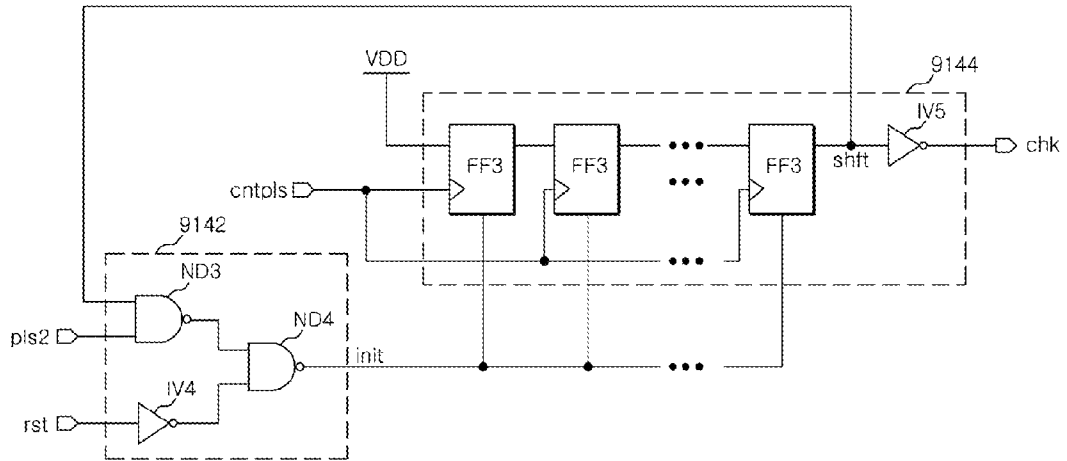 9144
VDD
IV5
FF3
FF3
FF3
shft
chk
cntpls
9142
ND3
ND4
pls2
init
IV4
rst